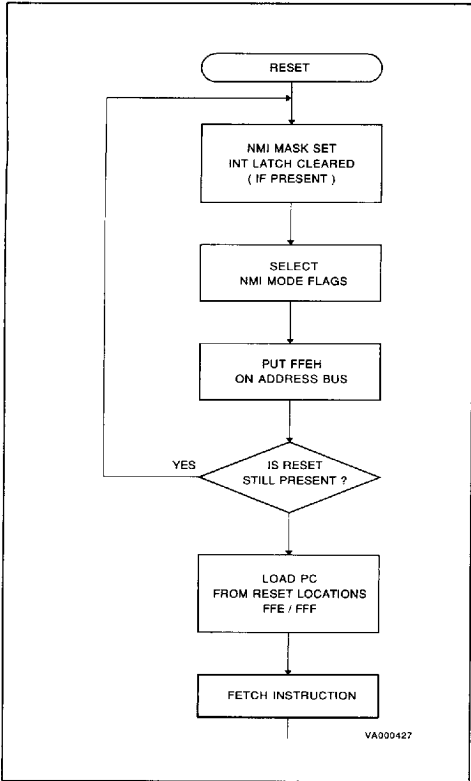 RESET
NMI MASK SET
INT LATCH CLEARED
( IF PRESENT )
SELECT
NMI MODE FLAGS
PUT FFEH
ON ADDRESS BUS
YES
IS RESET
STILL PRESENT ?
LOAD PC
FROM RESET LOCATIONS
FFE / FFF
FETCH INSTRUCTION
VA000427